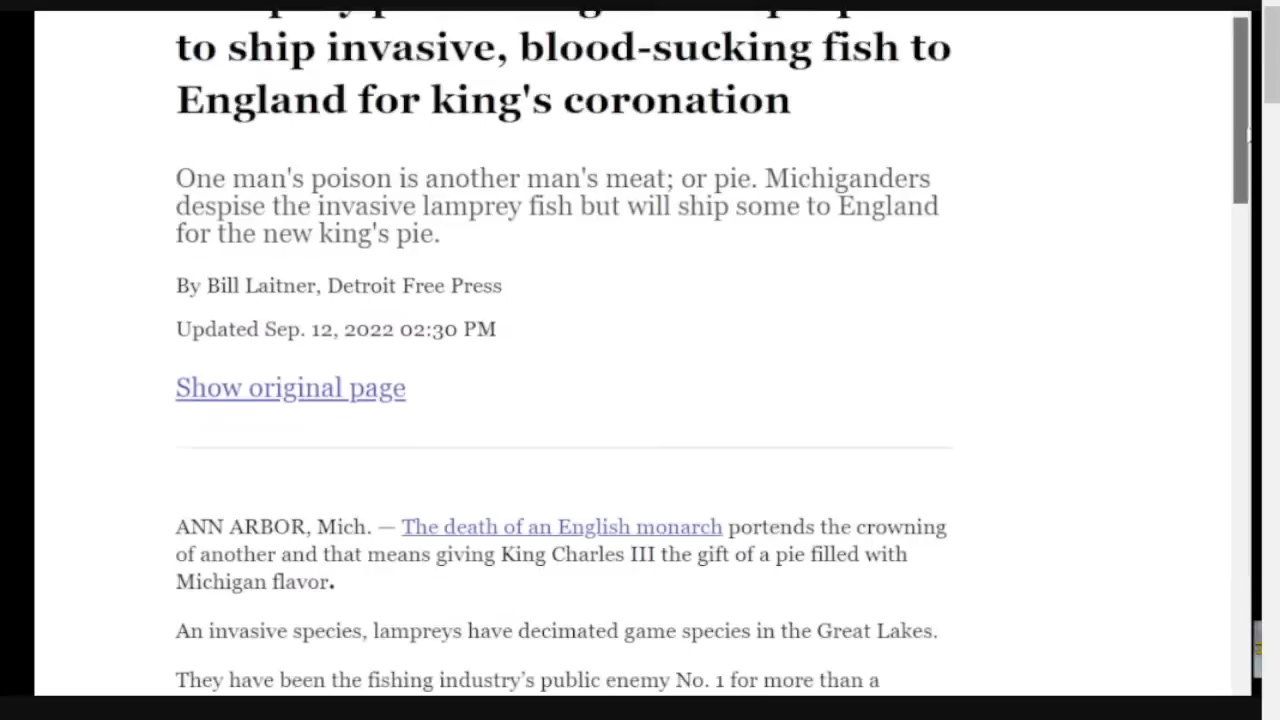 to ship invasive, blood-sucking fish to
England for king's coronation
One man's poison is another man's meat; or pie. Michiganders
despise the invasive lamprey fish but will ship some to England
for the new king's pie.
By Bill Laitner, Detroit Free Press
Updated Sep. 12, 2022 02:30 PM
Show original page
ANN ARBOR, Mich. — The death of an English monarch portends the crowning
of another and that means giving King Charles III the gift of a pie filled with
Michigan flavor.
An invasive species, lampreys have decimated game species in the Great Lakes.
They have been the fishing industry’s public enemy No. 1 for more than a